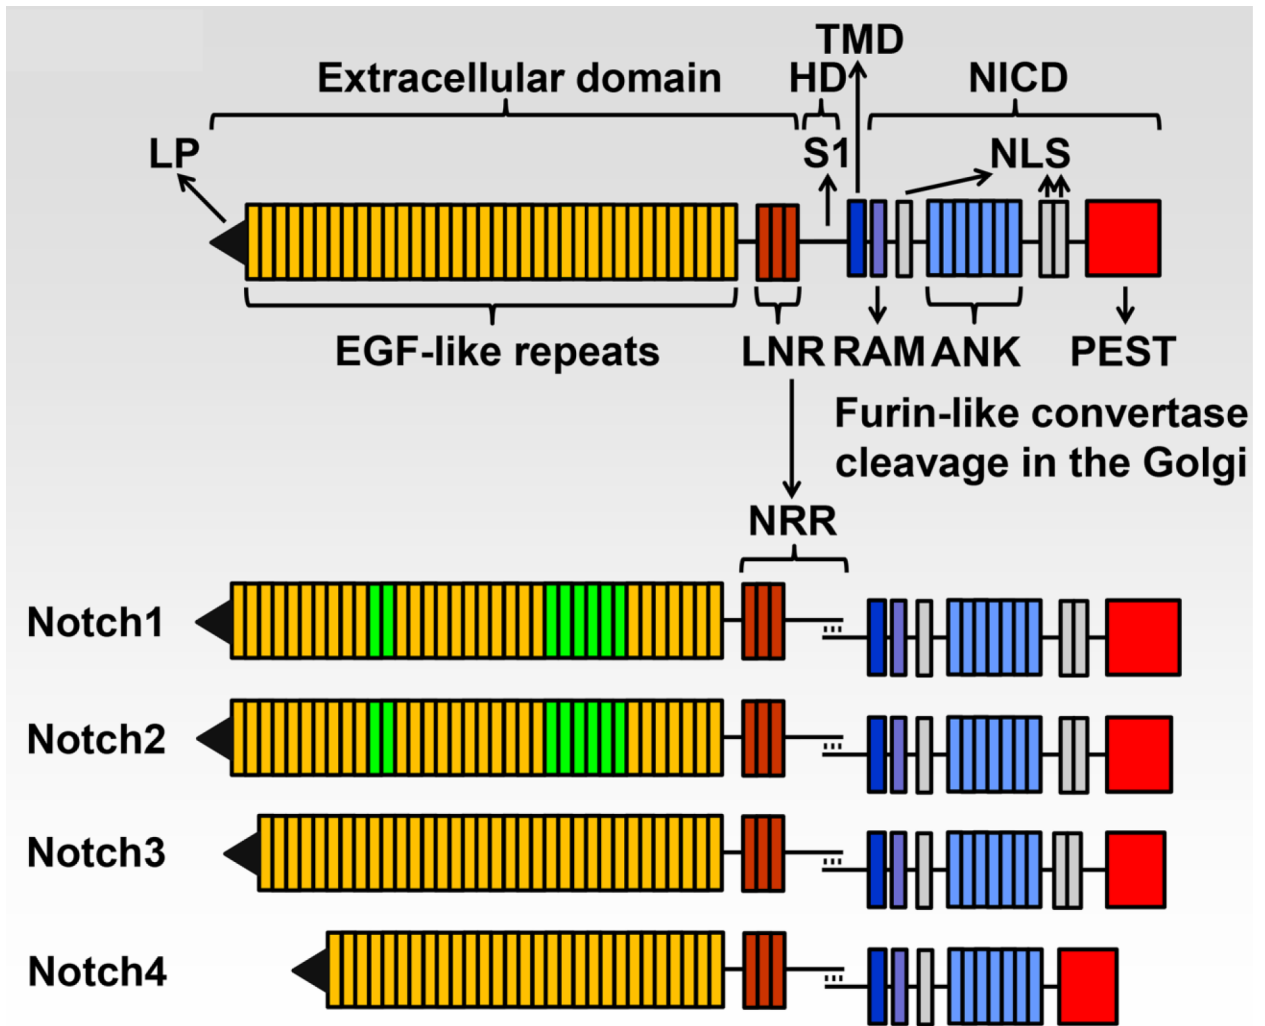 TMD
Extracellular domain
HD
NICD
LP
S1
NLS
EGF-like repeats
LNR
RAM
ANK
PEST
Furin-like convertase
cleavage in the Golgi
NRR
Notch1
Notch2
Notch3
Notch4